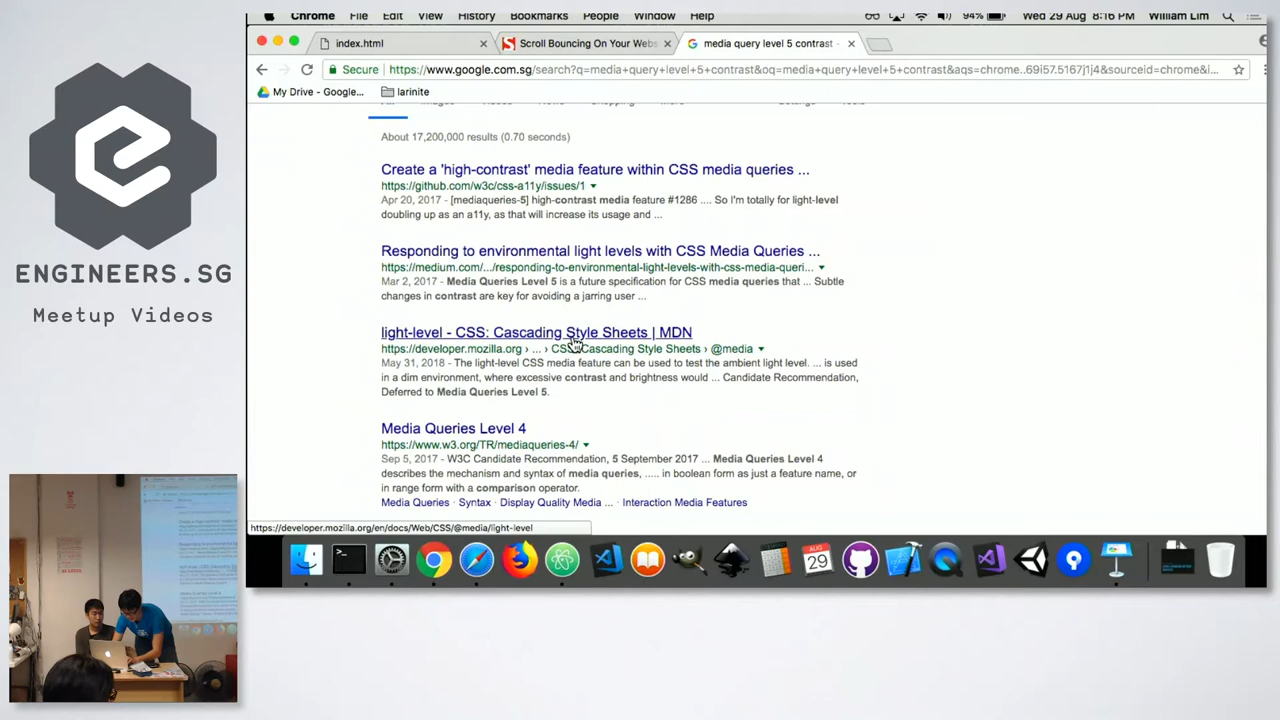 Chrome File Edit View History Bookmarks People Window Help 94% Wed 29 Aug 8:16 PM William Lim
index.html Scroll Bouncing On Your Webs media query level 5 contrast -
Secure https://www.google.com.sg/search?q=media+query+level+5+contrast&oq=media+query+level+5+contrast&aqs=chrome..69i57.5167j1j4&sourceid=chrome&i...
My Drive - Google... larinite
About 17,200,000 results (0.70 seconds)
Create a 'high-contrast' media feature within CSS media queries ...
https://github.com/w3c/css-a11y/issues/1
Apr 20, 2017 - [mediaqueries-5] high-contrast media feature #1286 .... So I'm totally for light-level
doubling up as an a11y, as that will increase its usage and ...
Responding to environmental light levels with CSS Media Queries ...
https://medium.com/.../responding-to-environmental-light-levels-with-css-media-queri...
Mar 2, 2017 - Media Queries Level 5 is a future specification for CSS media queries that ... Subtle
changes in contrast are key for avoiding a jarring user ...
light-level - CSS: Cascading Style Sheets | MDN
https://developer.mozilla.org › ... › CSS: Cascading Style Sheets › @media
May 31, 2018 - The light-level CSS media feature can be used to test the ambient light level. ... is used
in a dim environment, where excessive contrast and brightness would ... Candidate Recommendation,
Deferred to Media Queries Level 5.
Media Queries Level 4
https://www.w3.org/TR/mediaqueries-4/
Sep 5, 2017 - W3C Candidate Recommendation, 5 September 2017 ... Media Queries Level 4
describes the mechanism and syntax of media queries, ..... in boolean form as just a feature name, or
in range form with a comparison operator.
Media Queries · Syntax · Display Quality Media ... · Interaction Media Features
https://developer.mozilla.org/en/docs/Web/CSS/@media/light-level
AUG
29
ENGINEERS.SG
Meetup Videos